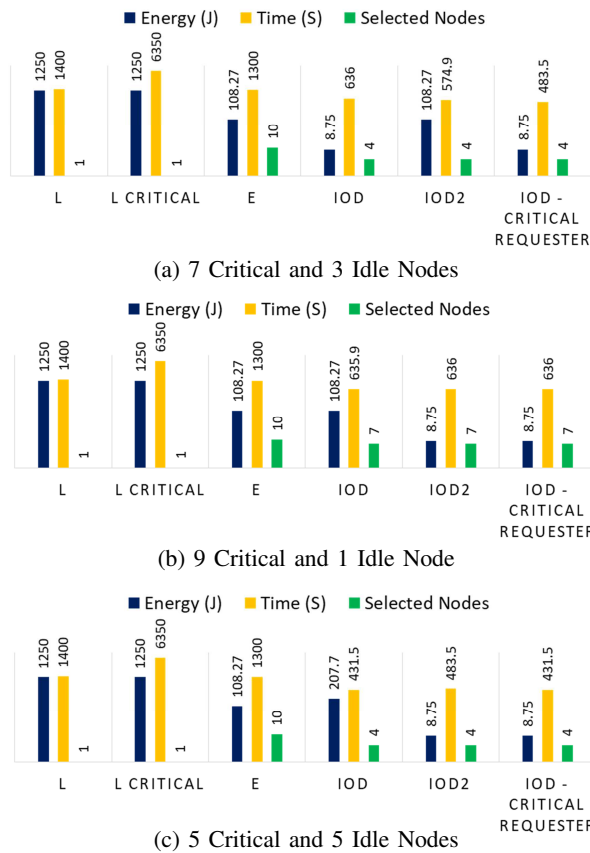 Energy (J) Time (S) Selected Nodes
1250 1400 1 1250 6350 1 108.27 1300 10 8.75 636 4 108.27 574.9 4 8.75 483.5 4
L L CRITICAL E IOD IOD2 IOD -
CRITICAL
REQUESTER
(a) 7 Critical and 3 Idle Nodes
Energy (J) Time (S) Selected Nodes
1250 1400 1 1250 6350 1 108.27 1300 10 108.27 635.9 7 8.75 636 7 8.75 636 7
L L CRITICAL E IOD IOD2 IOD -
CRITICAL
REQUESTER
(b) 9 Critical and 1 Idle Node
Energy (J) Time (S) Selected Nodes
1250 1400 1 1250 6350 1 108.27 1300 10 207.7 431.5 4 8.75 483.5 4 8.75 431.5 4
L L CRITICAL E IOD IOD2 IOD -
CRITICAL
REQUESTER
(c) 5 Critical and 5 Idle Nodes